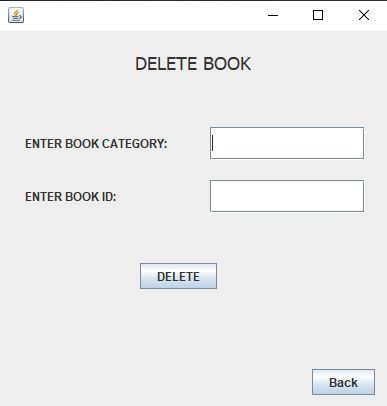 DELETE BOOK
ENTER BOOK CATEGORY:
ENTER BOOK ID:
DELETE
Back